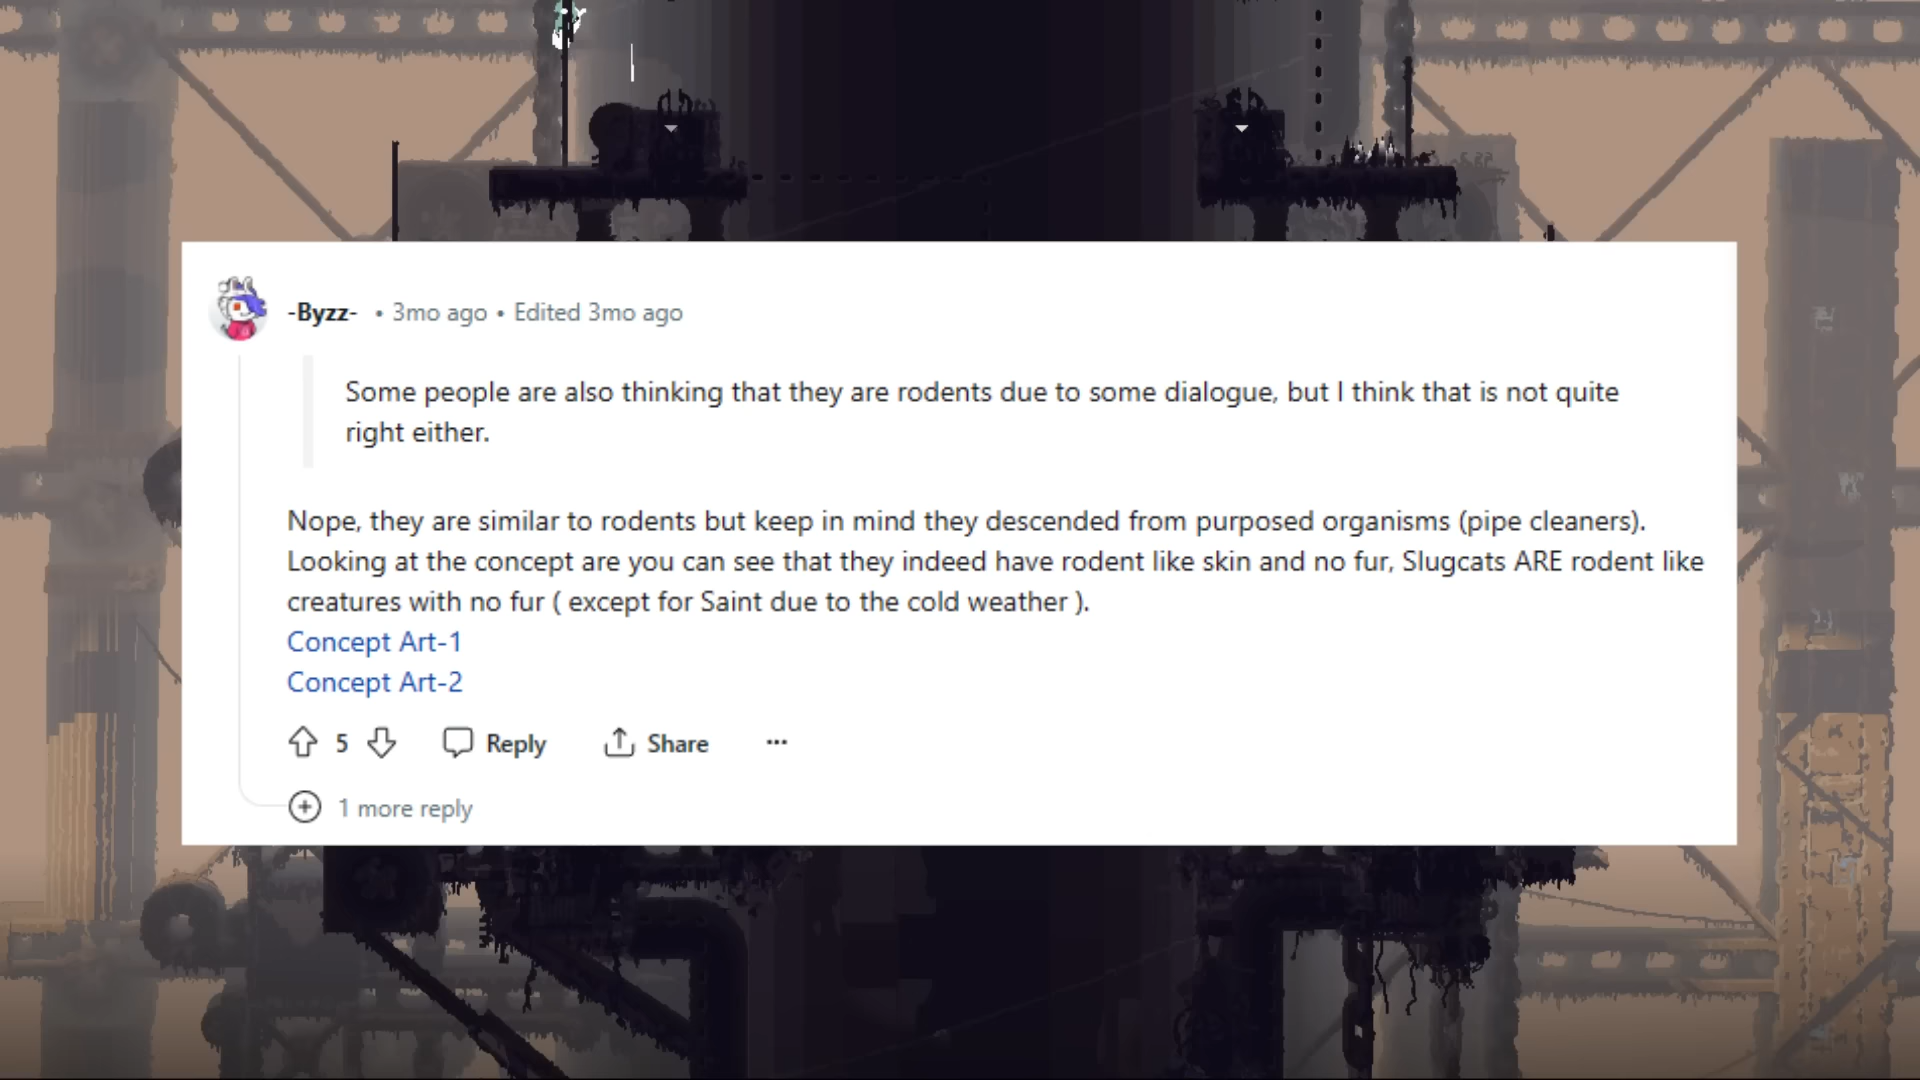 -Byzz- • 3mo ago • Edited 3mo ago
Some people are also thinking that they are rodents due to some dialogue, but I think that is not quite
right either.
Nope, they are similar to rodents but keep in mind they descended from purposed organisms (pipe cleaners).
Looking at the concept are you can see that they indeed have rodent like skin and no fur, Slugcats ARE rodent like
creatures with no fur ( except for Saint due to the cold weather ).
Concept Art-1
Concept Art-2
5 Reply Share ...
1 more reply